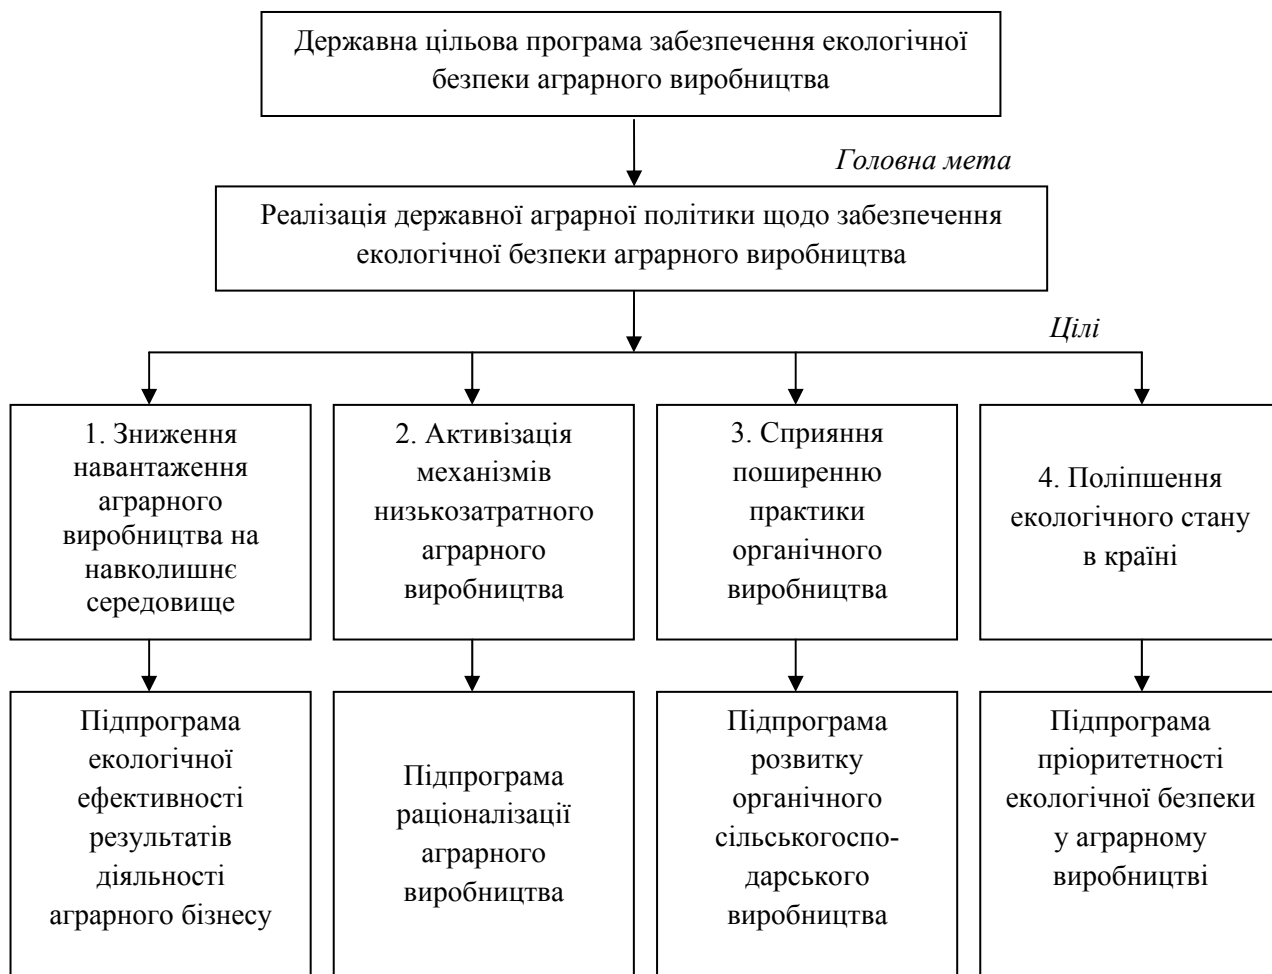 Державна цільова програма забезпечення екологічної
безпеки аграрного виробництва
Головна мета
Реалізація державної аграрної політики щодо забезпечення
екологічної безпеки аграрного виробництва
Цілі
1. Зниження
навантаження
аграрного
виробництва на
навколишнє
середовище
2. Активізація
механізмів
низькозатратного
аграрного
виробництва
3. Сприяння
поширенню
практики
органічного
виробництва
4. Поліпшення
екологічного стану
в країні
Підпрограма
екологічної
ефективності
результатів
діяльності
аграрного бізнесу
Підпрограма
раціоналізації
аграрного
виробництва
Підпрограма
розвитку
органічного
сільськогоспо-
дарського
виробництва
Підпрограма
пріоритетності
екологічної безпеки
у аграрному
виробництві